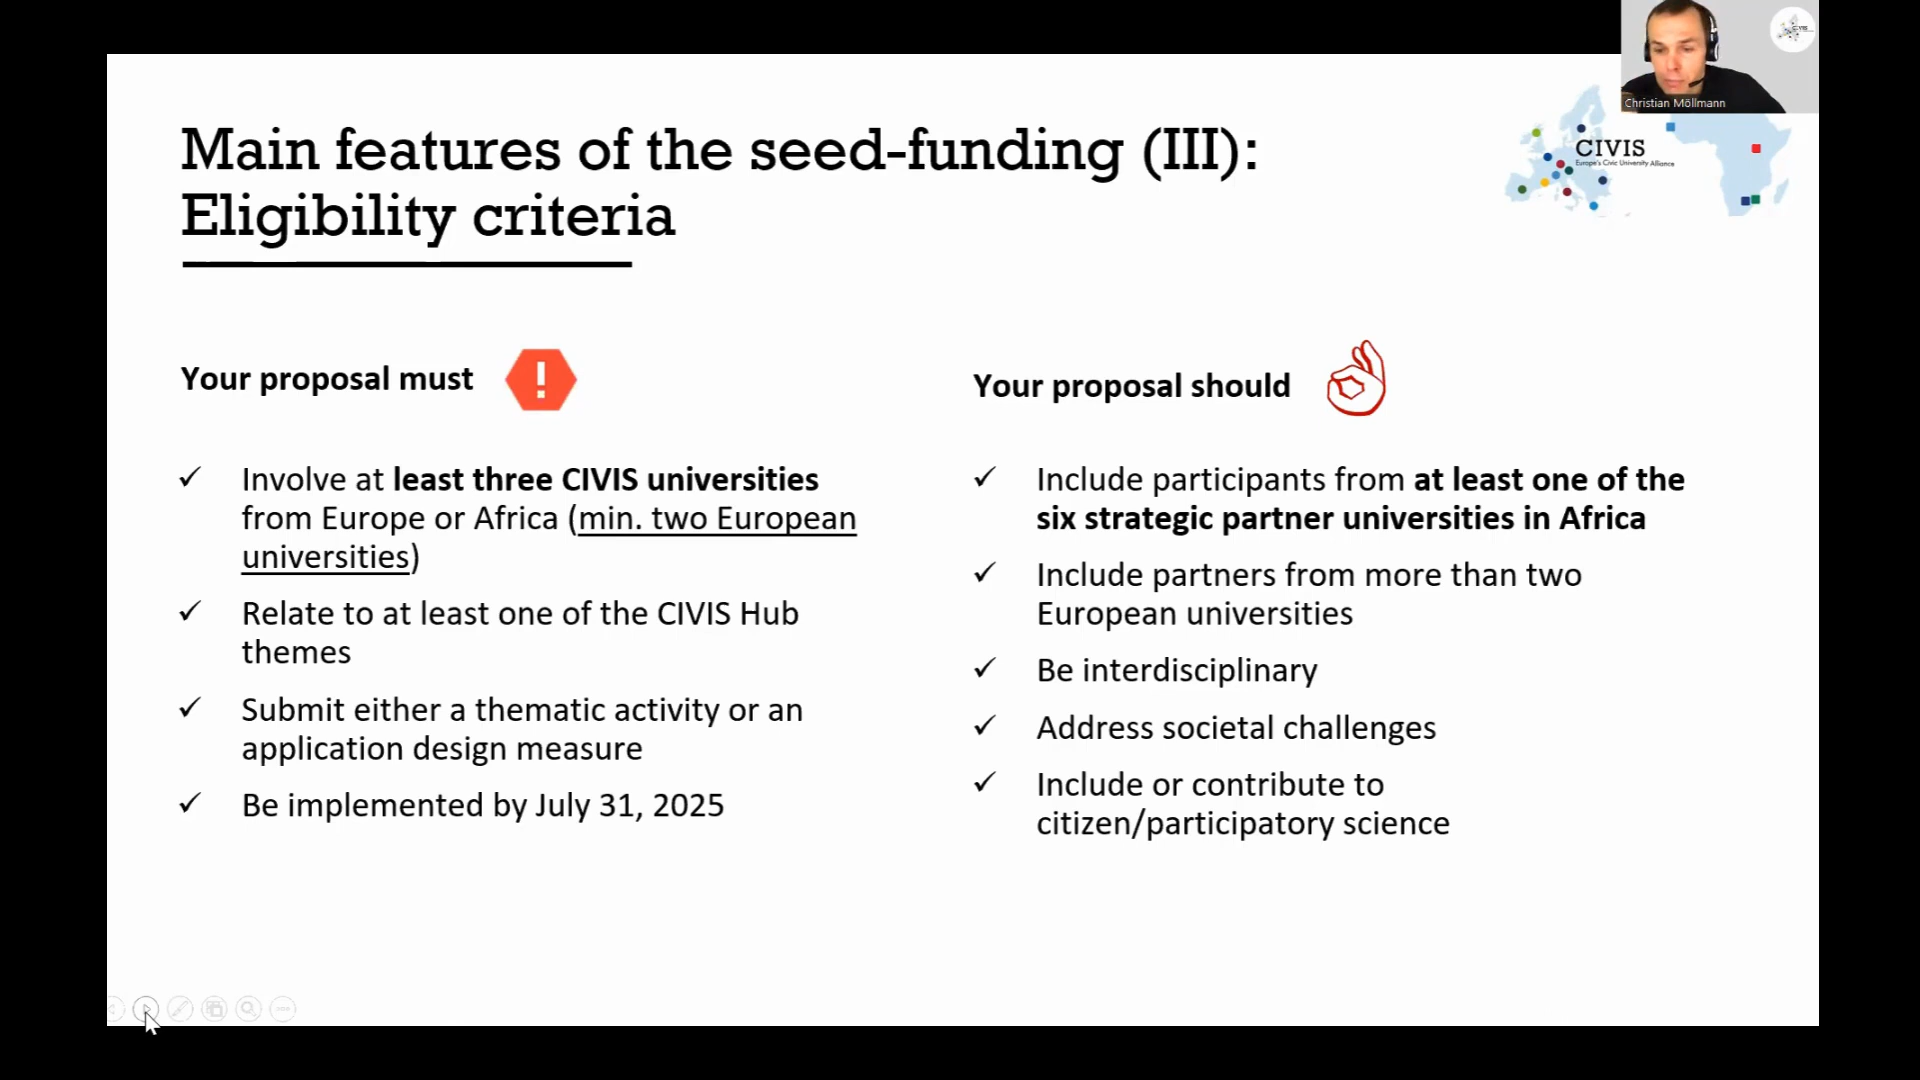 Christian Möllmann
CIVIS
Europe's Civic University Alliance
Main features of the seed-funding (III):
Eligibility criteria
Your proposal must
!
✓ Involve at least three CIVIS universities
from Europe or Africa (min. two European
universities)
✓ Relate to at least one of the CIVIS Hub
themes
✓ Submit either a thematic activity or an
application design measure
✓ Be implemented by July 31, 2025
Your proposal should
✓ Include participants from at least one of the
six strategic partner universities in Africa
✓ Include partners from more than two
European universities
✓ Be interdisciplinary
✓ Address societal challenges
✓ Include or contribute to
citizen/participatory science